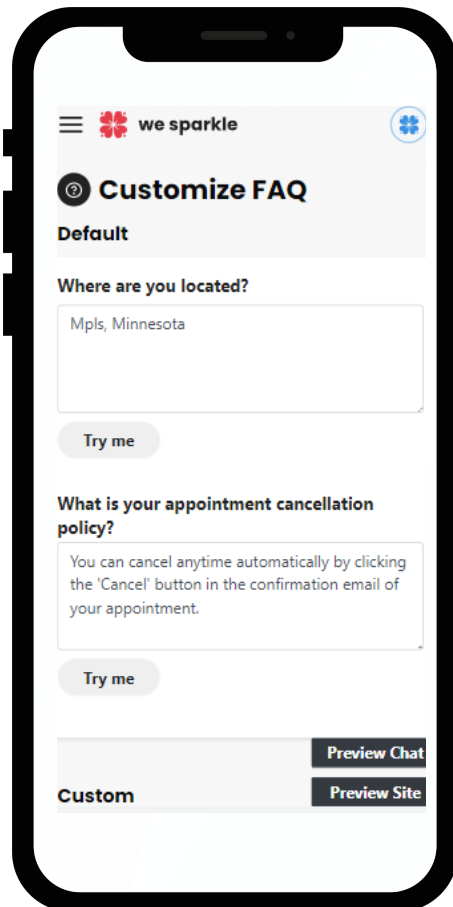 we sparkle
Customize FAQ
Default
Where are you located?
Mpls, Minnesota
Try me
What is your appointment cancellation
policy?
You can cancel anytime automatically by clicking
the 'Cancel' button in the confirmation email of
your appointment.
Try me
Preview Chat
Custom
Preview Site